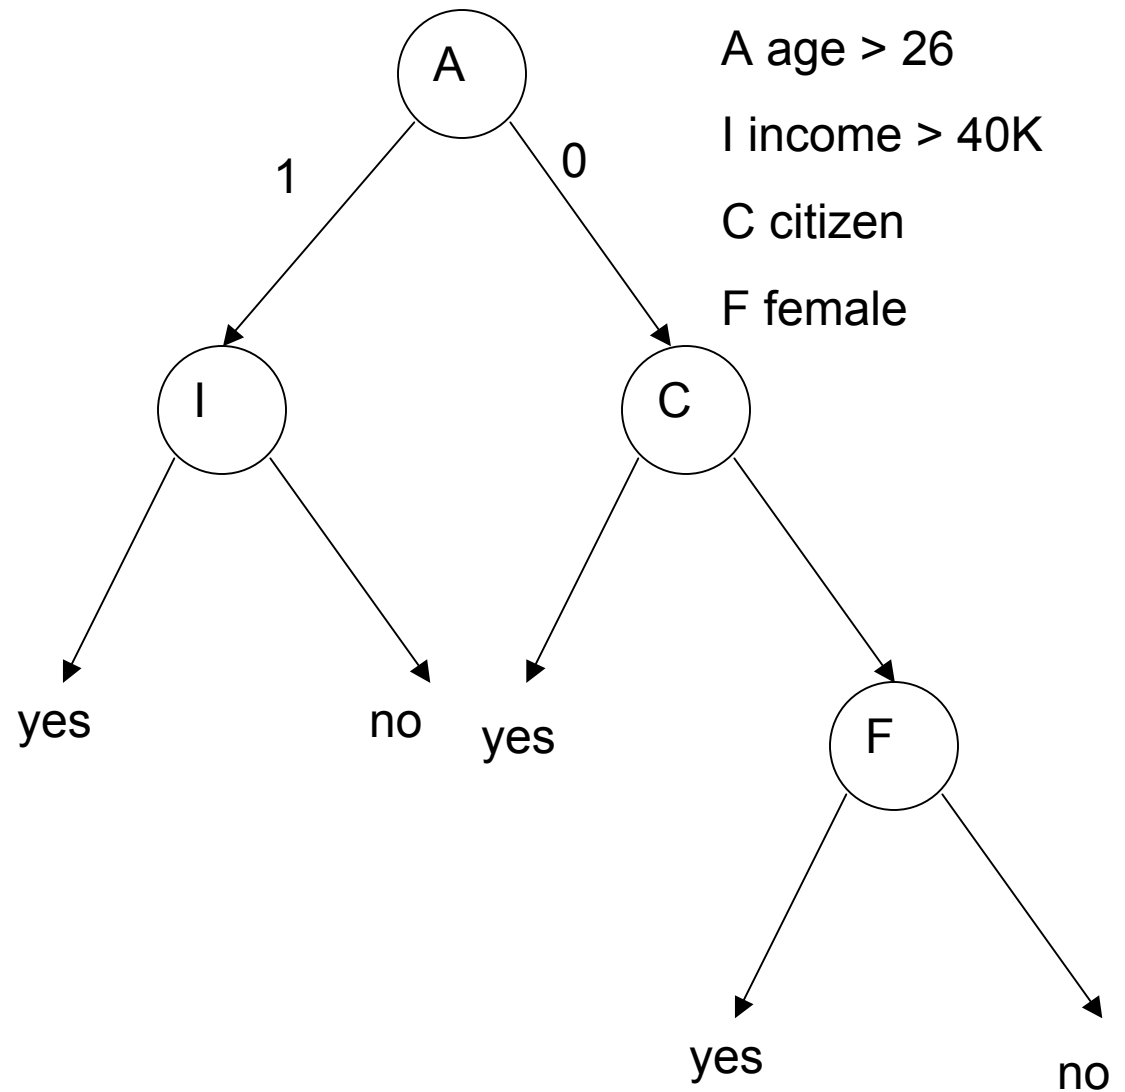 A
A age > 26
I income > 40K
C citizen
F female
1
0
I
C
yes
no
yes
F
yes
no